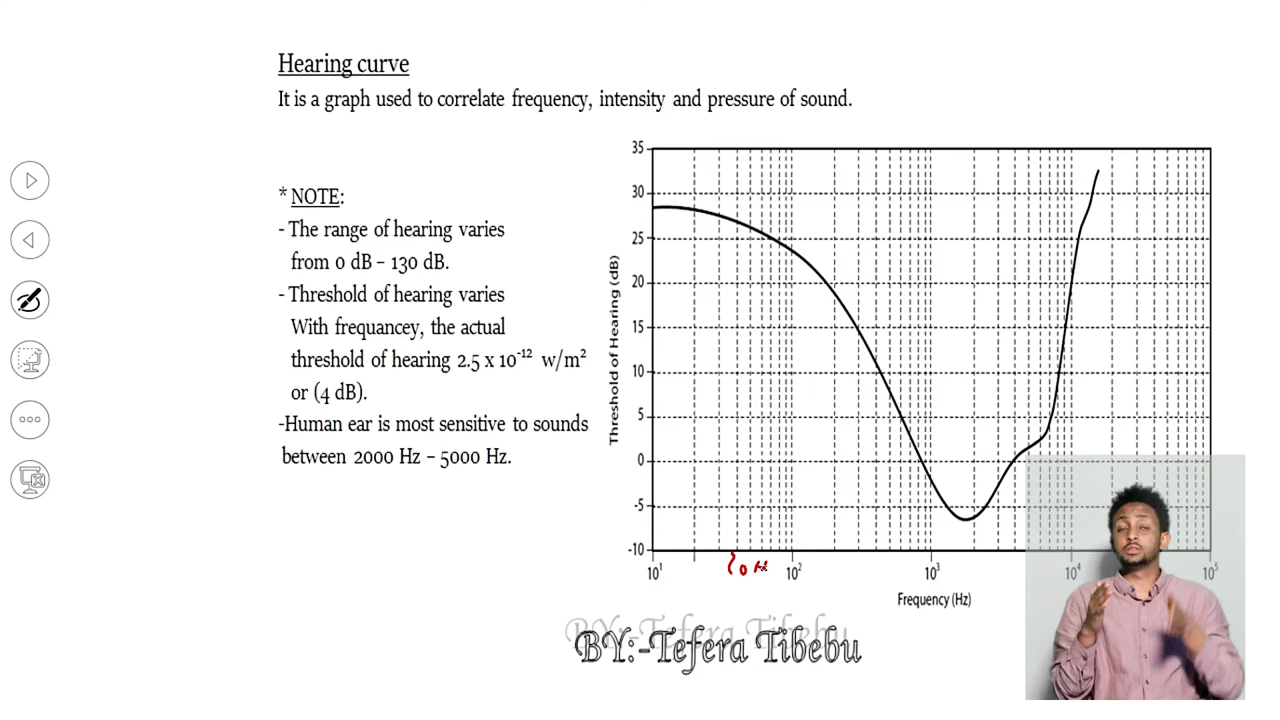 Hearing curve
It is a graph used to correlate frequency, intensity and pressure of sound.
* NOTE:
- The range of hearing varies
from 0 dB – 130 dB.
- Threshold of hearing varies
With frequancey, the actual
threshold of hearing 2.5 x 10⁻¹² w/m²
or (4 dB).
-Human ear is most sensitive to sounds
between 2000 Hz – 5000 Hz.
35
30
25
20
15
10
5
0
-5
-10
Threshold of Hearing (dB)
10¹ 10² 10³ 10⁴ 10⁵
Frequency (Hz)
BY:-Tefera Tibebu